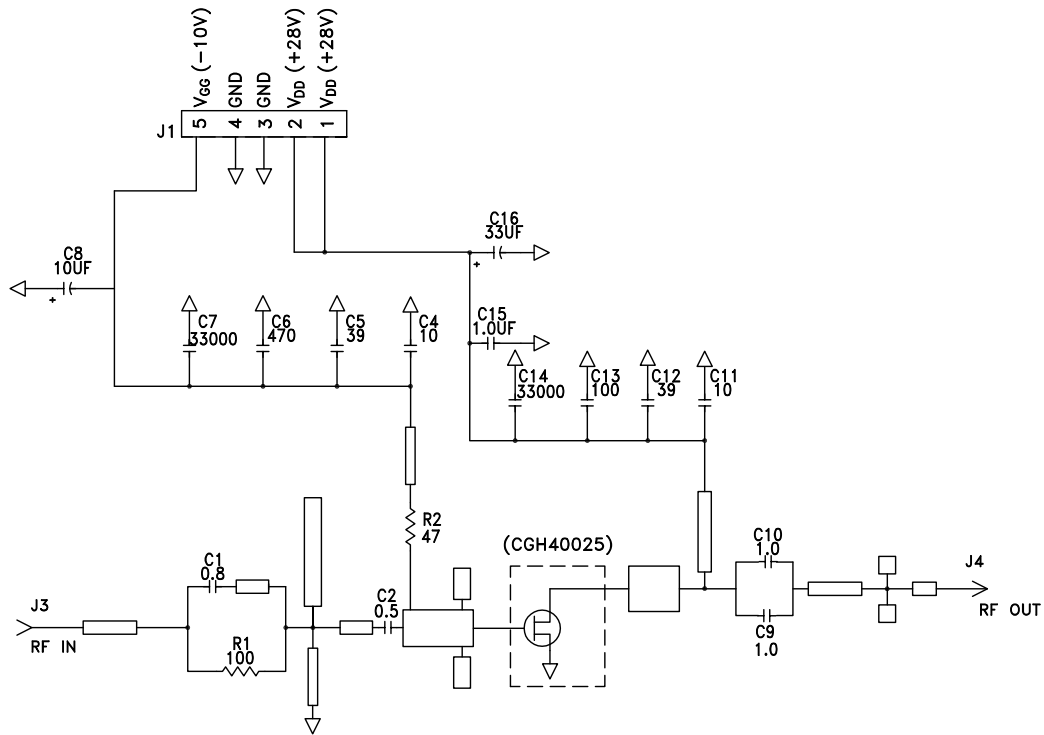 VGG (-10V)
GND
GND
VDD (+28V)
VDD (+28V)
J1
5
4
3
2
1
C16
33UF
+
C8
10UF
+
C15
1.0UF
C7
33000
C6
470
C5
39
C4
10
C14
33000
C13
100
C12
39
C11
10
R2
47
(CGH40025)
C10
1.0
C1
0.8
C2
0.5
J4
RF OUT
J3
RF IN
R1
100
C9
1.0